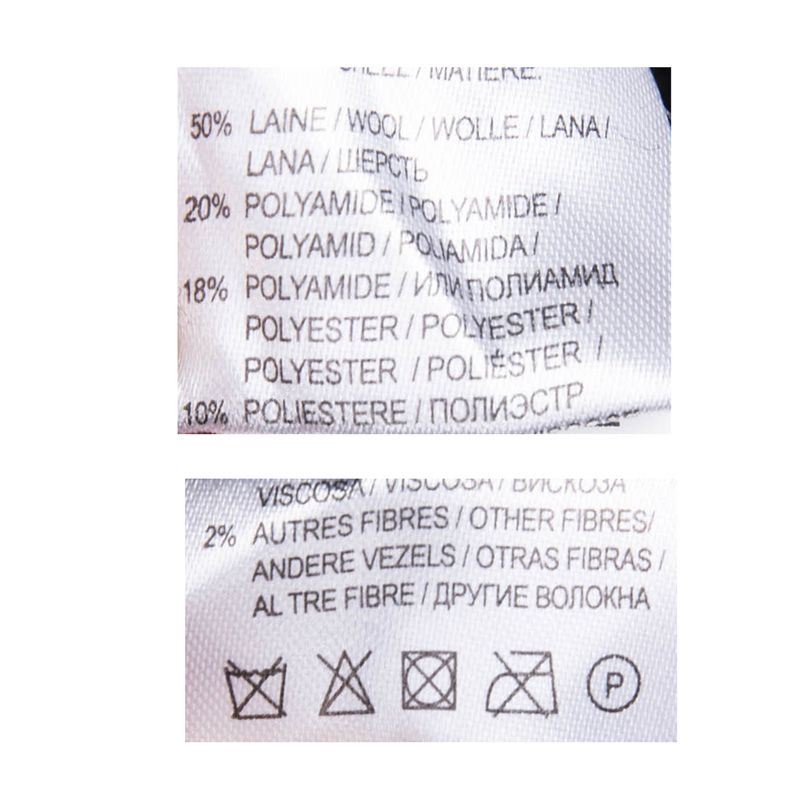 SHELL / MATIERE:
50% LAINE / WOOL / WOLLE / LANA /
LANA / ШЕРСТЬ
20% POLYAMIDE / POLYAMIDE /
POLYAMID / POLIAMIDA /
18% POLYAMIDE / ИЛИ ПОЛИАМИД
POLYESTER / POLYESTER /
POLYESTER / POLIÉSTER /
10% POLIESTERE / ПОЛИЭСТР
VISCOSA / VISCOSA / ВИСКОЗА
2% AUTRES FIBRES / OTHER FIBRES/
ANDERE VEZELS / OTRAS FIBRAS /
AL TRE FIBRE / ДРУГИЕ ВОЛОКНА
P